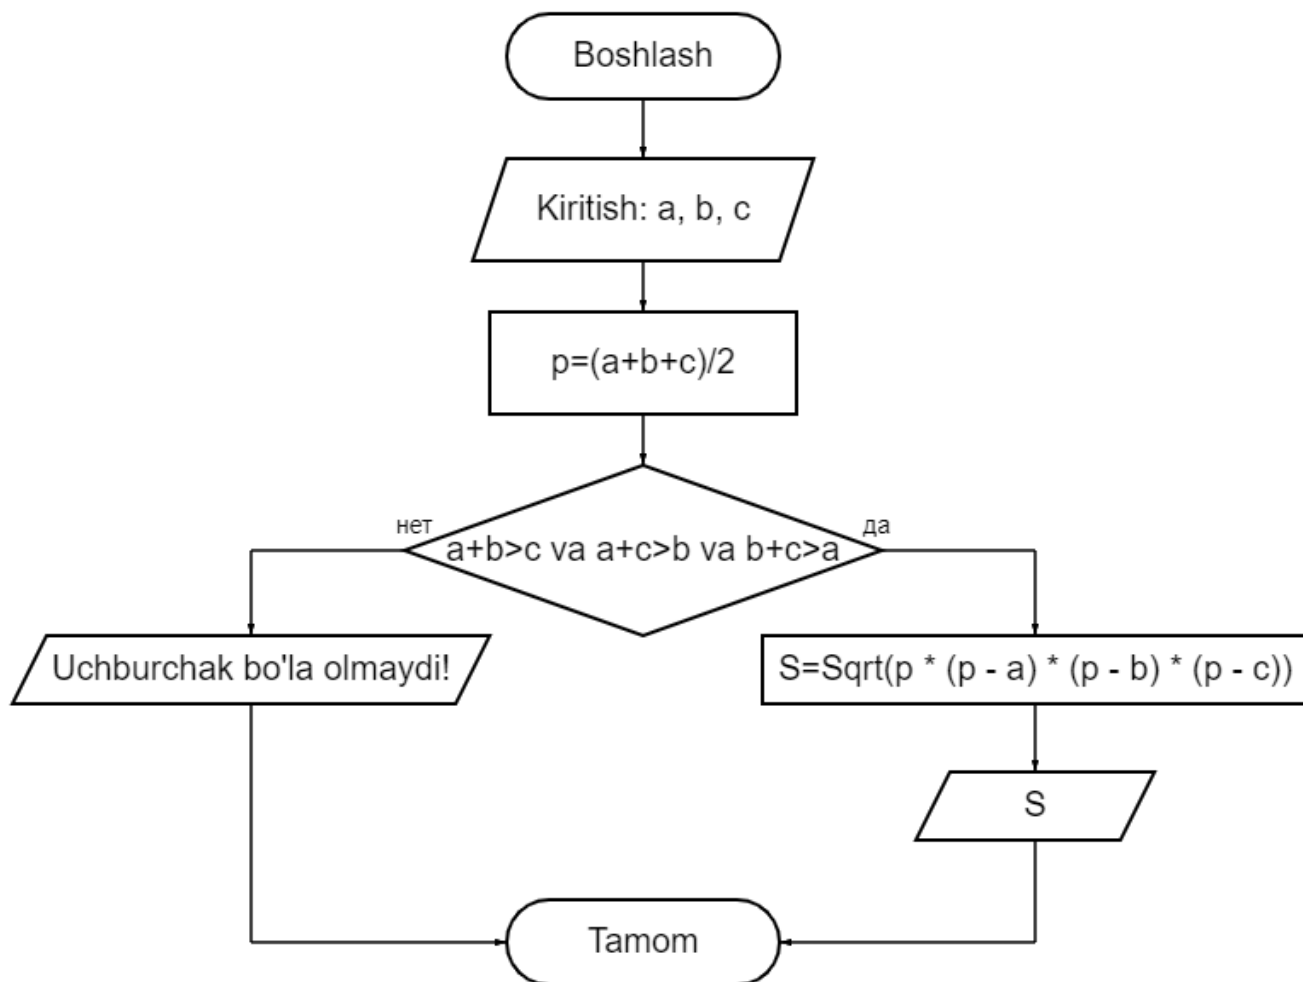 Boshlash
Kiritish: a, b, c
p=(a+b+c)/2
нет
a+b>c va a+c>b va b+c>a
да
Uchburchak bo'la olmaydi!
S=Sqrt(p * (p - a) * (p - b) * (p - c))
S
Tamom